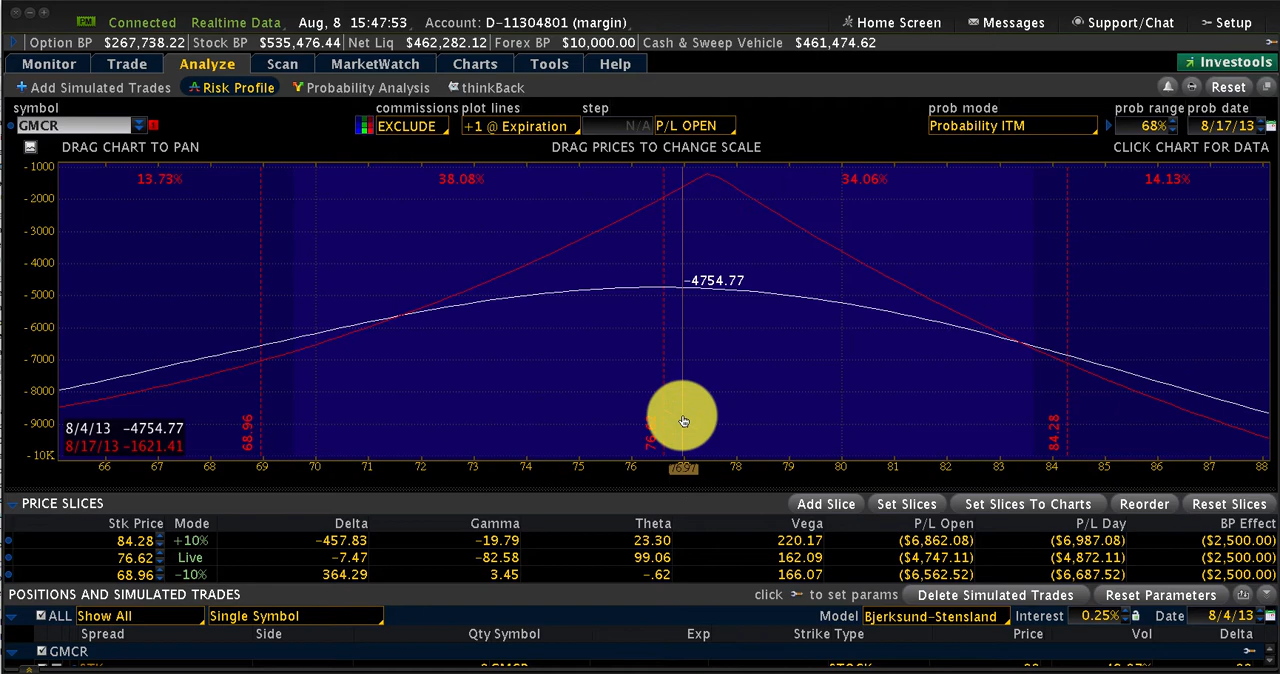 PM Connected Realtime Data Aug, 8 15:47:53 Account: D-11304801 (margin) Home Screen Messages Support/Chat Setup
Option BP $267,738.22 Stock BP $535,476.44 Net Liq $462,282.12 Forex BP $10,000.00 Cash & Sweep Vehicle $461,474.62
Monitor Trade Analyze Scan MarketWatch Charts Tools Help Investools
Add Simulated Trades Risk Profile Probability Analysis thinkBack Reset
symbol commissions plot lines step prob mode prob range prob date
GMCR EXCLUDE +1 @ Expiration N/A P/L OPEN Probability ITM 68% 8/17/13
DRAG CHART TO PAN DRAG PRICES TO CHANGE SCALE CLICK CHART FOR DATA
-1000
13.73% 38.08% 34.06% 14.13%
-2000
-3000
-4000
-4754.77
-5000
-6000
-7000
-8000
-9000
8/4/13 -4754.77
8/17/13 -1621.41
68.96 84.28
-10K
66 67 68 69 70 71 72 73 74 75 76 78 79 80 81 82 83 84 85 86 87 88
PRICE SLICES Add Slice Set Slices Set Slices To Charts Reorder Reset Slices
Stk Price Mode Delta Gamma Theta Vega P/L Open P/L Day BP Effect
84.28 +10% -457.83 -19.79 23.30 220.17 ($6,862.08) ($6,987.08) ($2,500.00)
76.62 Live -7.47 -82.58 99.06 162.09 ($4,747.11) ($4,872.11) ($2,500.00)
68.96 -10% 364.29 3.45 -.62 166.07 ($6,562.52) ($6,687.52) ($2,500.00)
POSITIONS AND SIMULATED TRADES click to set params Delete Simulated Trades Reset Parameters
ALL Show All Single Symbol Model Bjerksund-Stensland Interest 0.25% Date 8/4/13
Spread Side Qty Symbol Exp Strike Type Price Vol Delta
GMCR